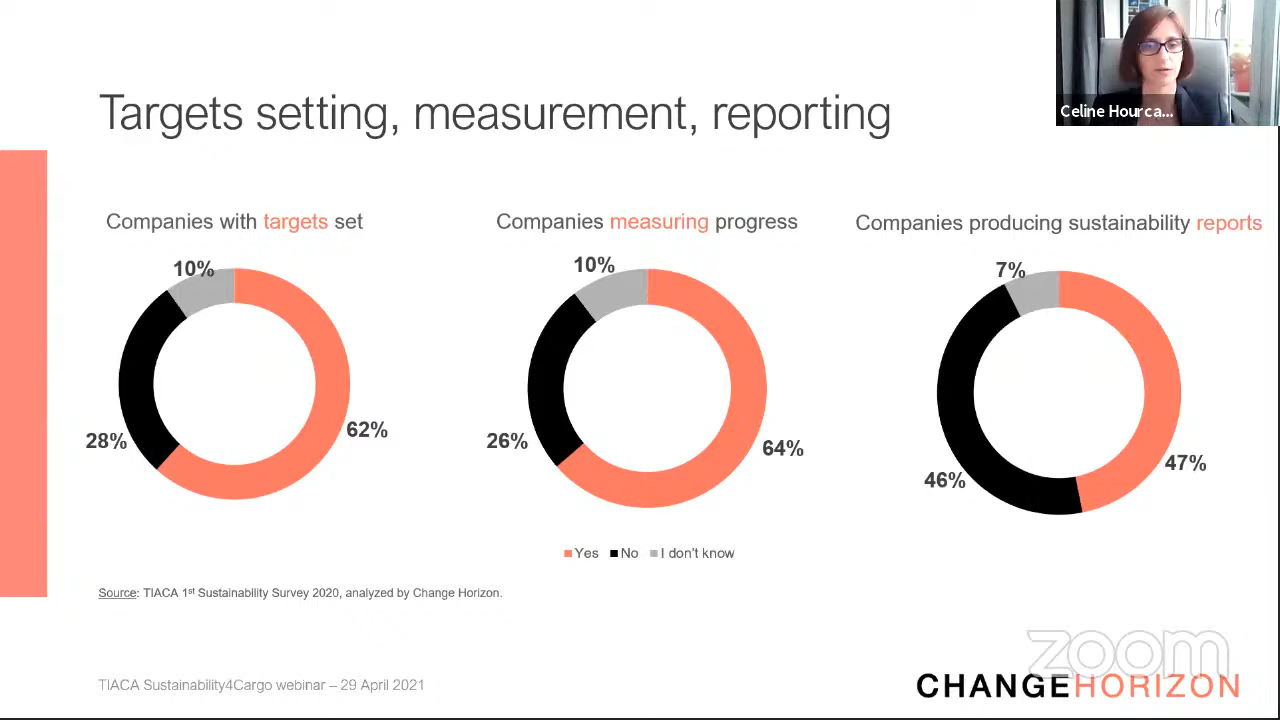 Celine Hourca...
Targets setting, measurement, reporting
Companies with targets set
Companies measuring progress
Companies producing sustainability reports
10%
28%
62%
10%
26%
64%
7%
46%
47%
Yes No I don't know
Source: TIACA 1st Sustainability Survey 2020, analyzed by Change Horizon.
TIACA Sustainability4Cargo webinar – 29 April 2021
zoom
CHANGEHORIZON